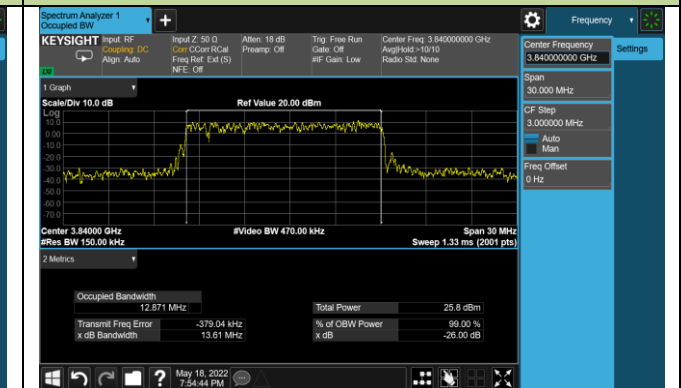 Spectrum Analyzer 1
Occupied BW
Frequency
KEYSIGHT
Input: RF
Coupling: DC
Align: Auto
Input Z: 50 Ω
Corr CCorr RCal
Freq Ref: Ext (S)
NFE: Off
Atten: 18 dB
Preamp: Off
Trig: Free Run
Gate: Off
#IF Gain: Low
Center Freq: 3.840000000 GHz
Avg|Hold:>10/10
Radio Std: None
Center Frequency
3.840000000 GHz
Settings
Span
30.000 MHz
CF Step
3.000000 MHz
Auto
Man
Freq Offset
0 Hz
1 Graph
Scale/Div 10.0 dB
Ref Value 20.00 dBm
Log
10.0
0.00
-10.0
-20.0
-30.0
-40.0
-50.0
-60.0
-70.0
Center 3.84000 GHz
#Video BW 470.00 kHz
Span 30 MHz
#Res BW 150.00 kHz
Sweep 1.33 ms (2001 pts)
2 Metrics
Occupied Bandwidth
12.871 MHz
Total Power 25.8 dBm
Transmit Freq Error -379.04 kHz
% of OBW Power 99.00 %
x dB Bandwidth 13.61 MHz
x dB -26.00 dB
May 18, 2022
7:54:44 PM